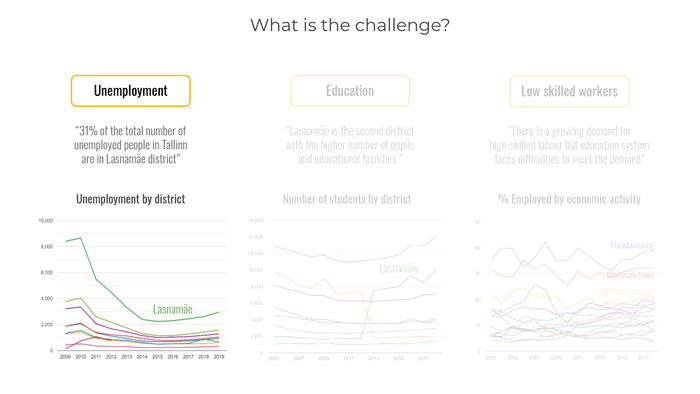 What is the challenge?
Unemployment
Education
Low skilled workers
“31% of the total number of
unemployed people in Tallinn
are in Lasnamäe district”
“Lasnamäe is the second district
with the higher number of pupils
and educational facilities ”
“There is a growing demand for
high-skilled labour but education system
faces difficulties to meet the demand”
Unemployment by district
10,000
8,000
6,000
4,000
2,000
0
Lasnamäe
2009 2010 2011 2012 2013 2014 2015 2016 2017 2018 2019
Number of students by district
16,000
14,000
12,000
10,000
8,000
6,000
4,000
2,000
0
Lasnamäe
2005 2007 2009 2011 2013 2015 2017
% Employed by economic activity
50
40
30
20
10
0
Manufacturing
Wholesale trade
Logistics & storage
2003 2005 2007 2009 2011 2013 2015 2017